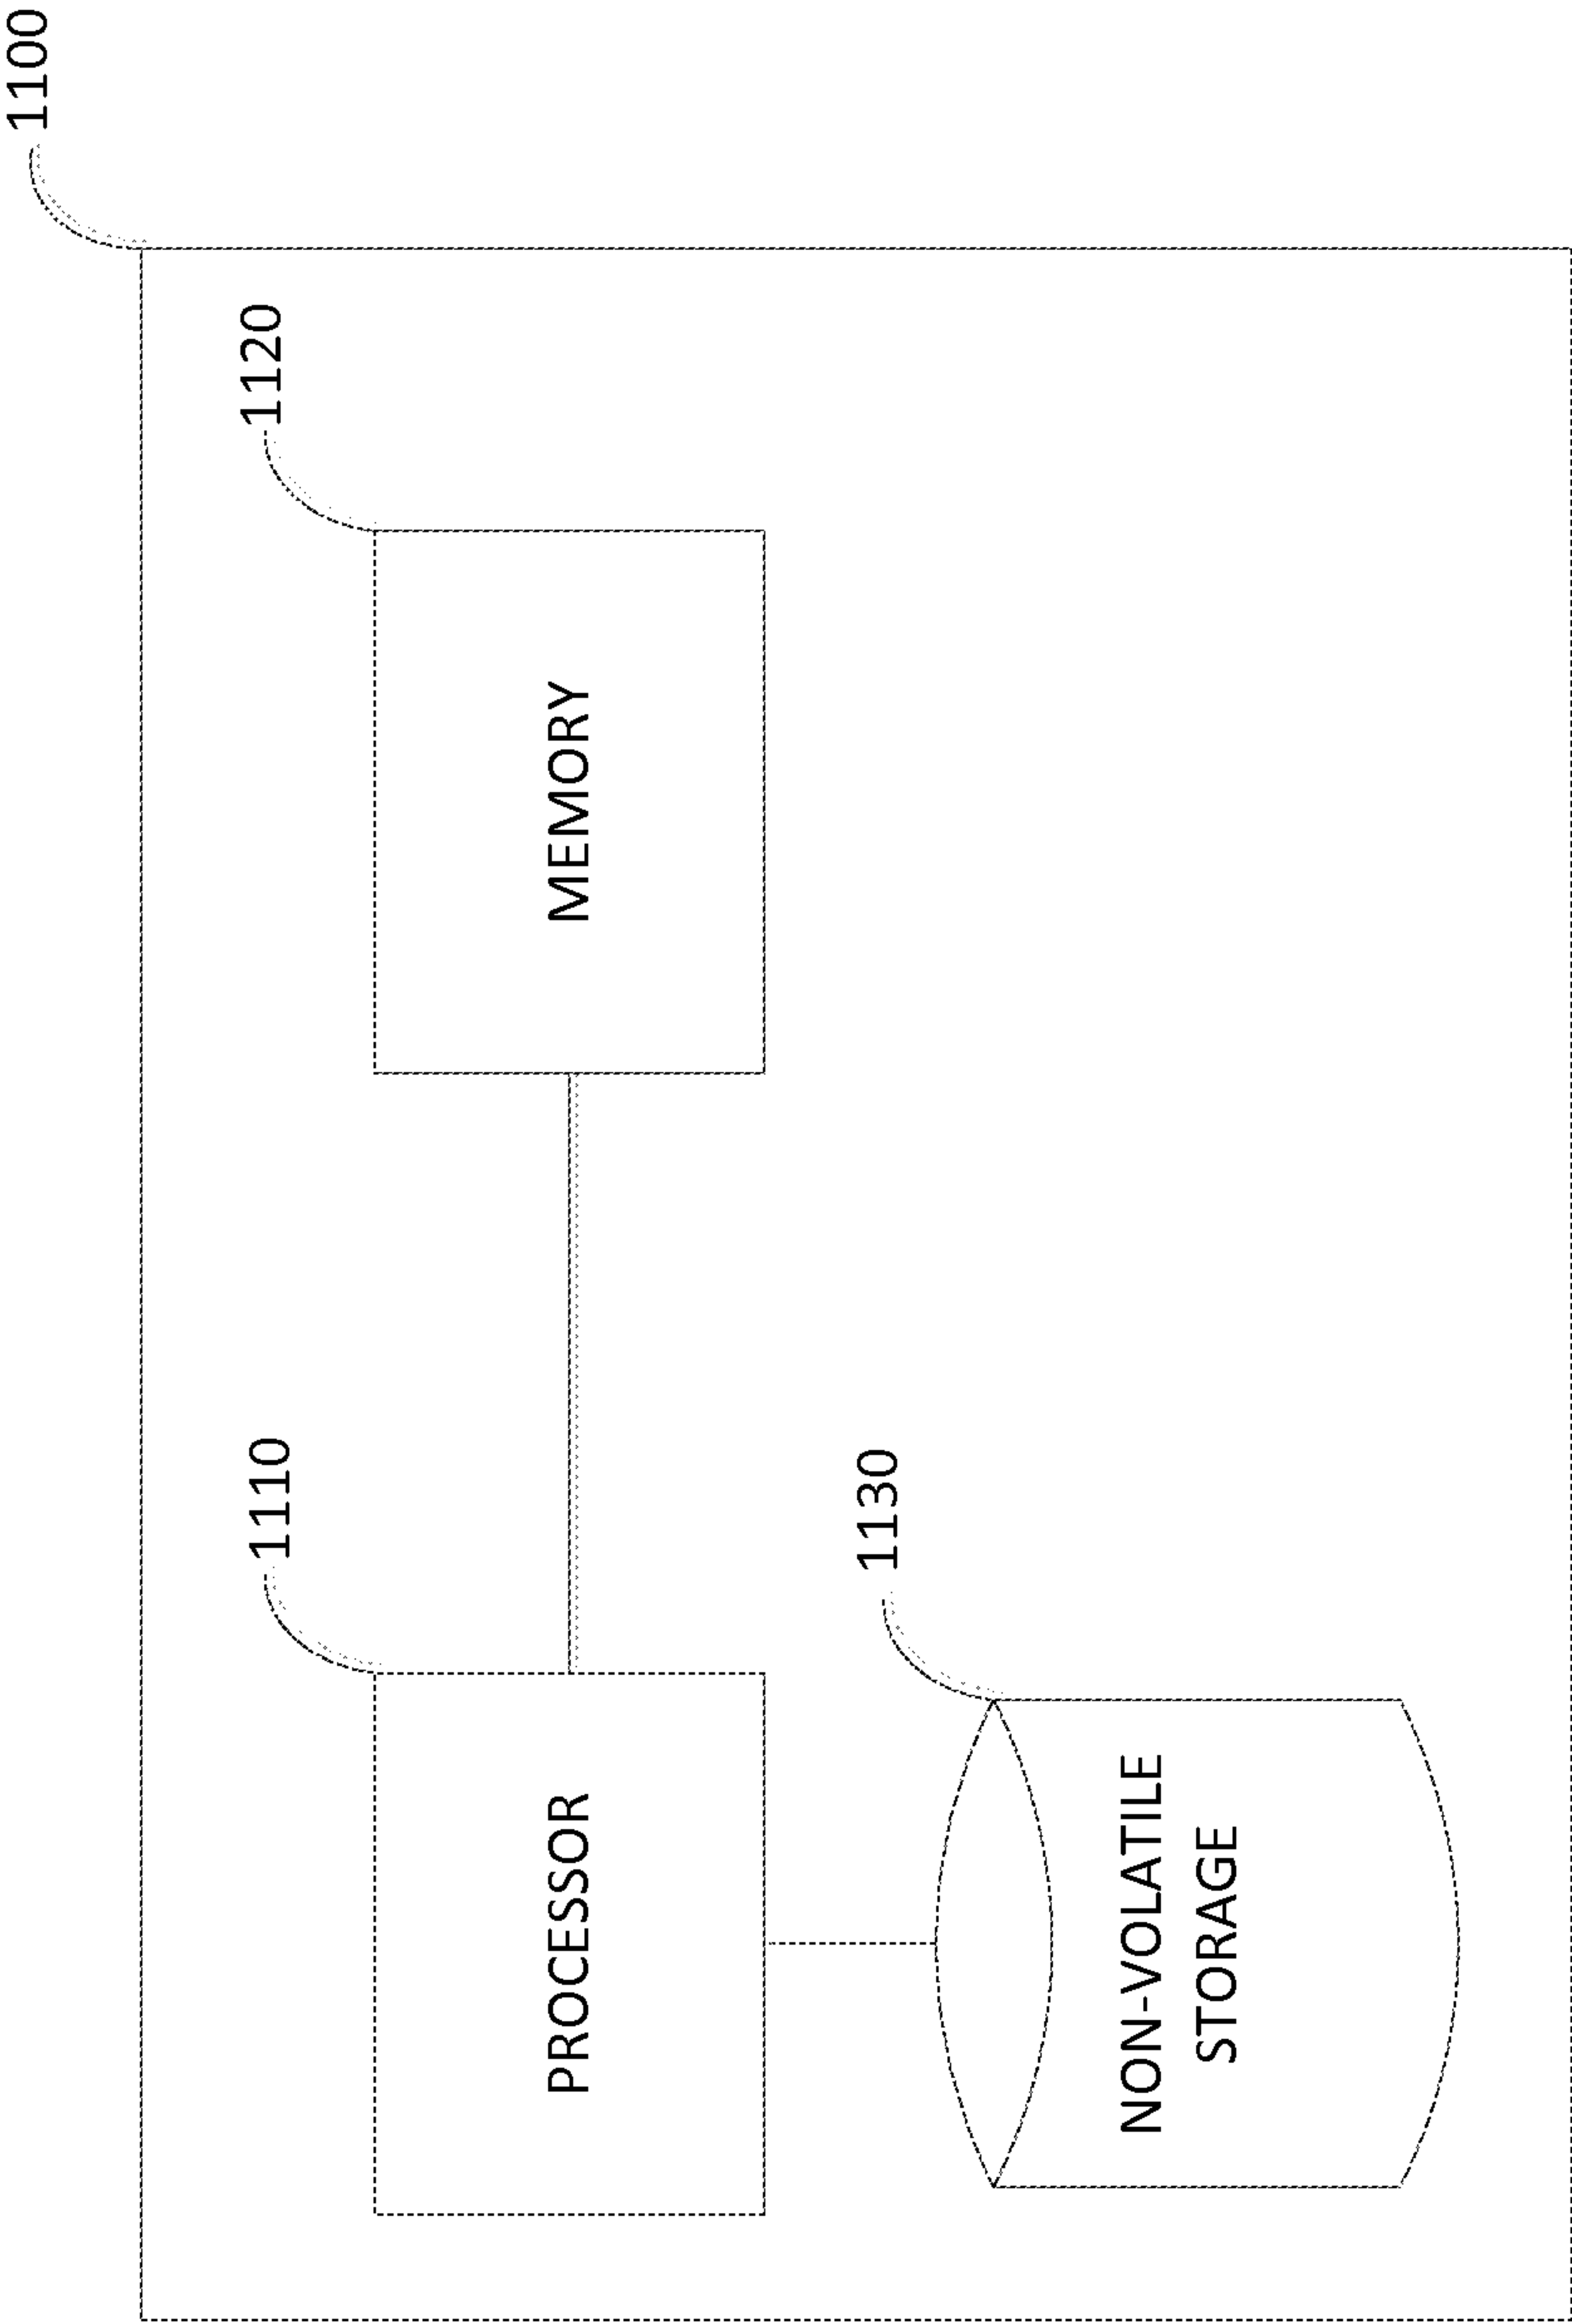 1100
1110
1120
PROCESSOR
MEMORY
1130
NON-VOLATILE
STORAGE